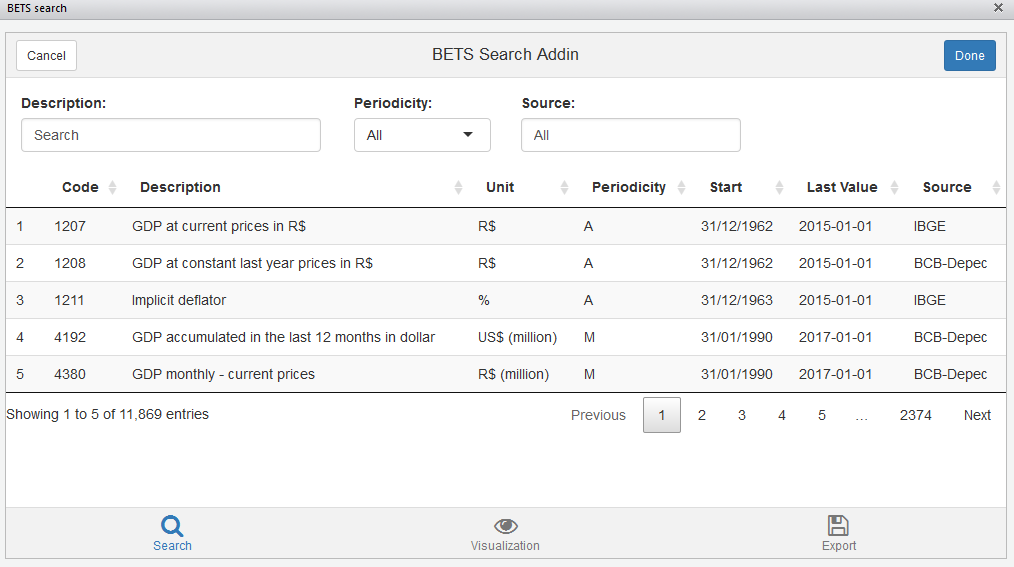 BETS search
Cancel BETS Search Addin Done
Description: Periodicity: Source:
Search All All
Code Description Unit Periodicity Start Last Value Source
1 1207 GDP at current prices in R$ R$ A 31/12/1962 2015-01-01 IBGE
2 1208 GDP at constant last year prices in R$ R$ A 31/12/1962 2015-01-01 BCB-Depec
3 1211 Implicit deflator % A 31/12/1963 2015-01-01 IBGE
4 4192 GDP accumulated in the last 12 months in dollar US$ (million) M 31/01/1990 2017-01-01 BCB-Depec
5 4380 GDP monthly - current prices R$ (million) M 31/01/1990 2017-01-01 BCB-Depec
Showing 1 to 5 of 11,869 entries Previous 1 2 3 4 5 … 2374 Next
Search Visualization Export